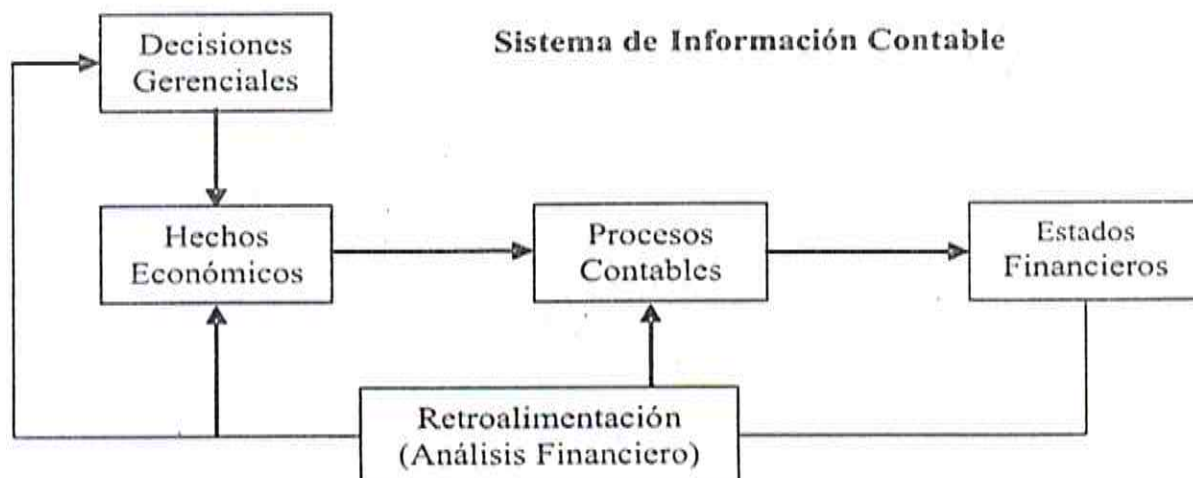 Sistema de Información Contable
Decisiones
Gerenciales
Hechos
Económicos
Procesos
Contables
Estados
Financieros
Retroalimentación
(Análisis Financiero)